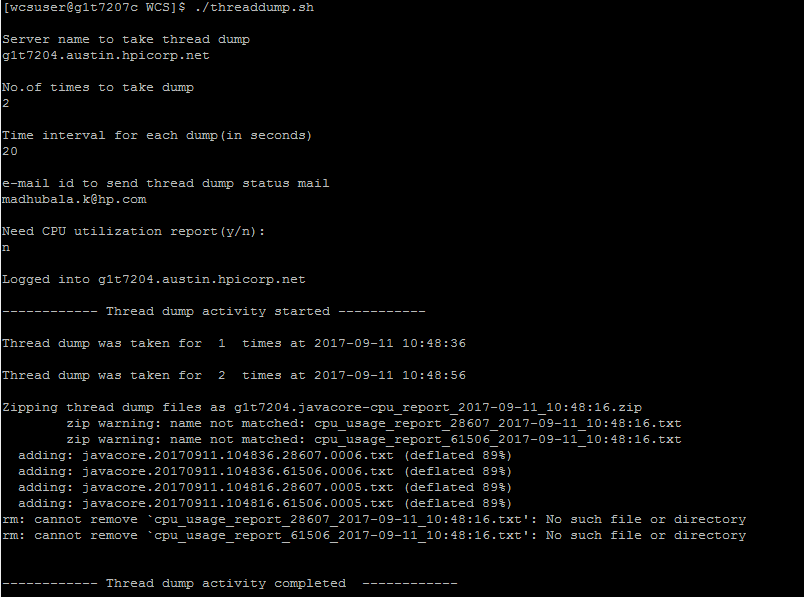 [wcsuser@g1t7207c WCS]$ ./threaddump.sh
Server name to take thread dump
g1t7204.austin.hpicorp.net
No.of times to take dump
2
Time interval for each dump(in seconds)
20
e-mail id to send thread dump status mail
madhubala.k@hp.com
Need CPU utilization report(y/n):
n
Logged into g1t7204.austin.hpicorp.net
------------ Thread dump activity started -----------
Thread dump was taken for  1  times at 2017-09-11 10:48:36
Thread dump was taken for  2  times at 2017-09-11 10:48:56
Zipping thread dump files as g1t7204.javacore-cpu_report_2017-09-11_10:48:16.zip
        zip warning: name not matched: cpu_usage_report_28607_2017-09-11_10:48:16.txt
        zip warning: name not matched: cpu_usage_report_61506_2017-09-11_10:48:16.txt
  adding: javacore.20170911.104836.28607.0006.txt (deflated 89%)
  adding: javacore.20170911.104836.61506.0006.txt (deflated 89%)
  adding: javacore.20170911.104816.28607.0005.txt (deflated 89%)
  adding: javacore.20170911.104816.61506.0005.txt (deflated 89%)
rm: cannot remove `cpu_usage_report_28607_2017-09-11_10:48:16.txt': No such file or directory
rm: cannot remove `cpu_usage_report_61506_2017-09-11_10:48:16.txt': No such file or directory
------------ Thread dump activity completed  ------------